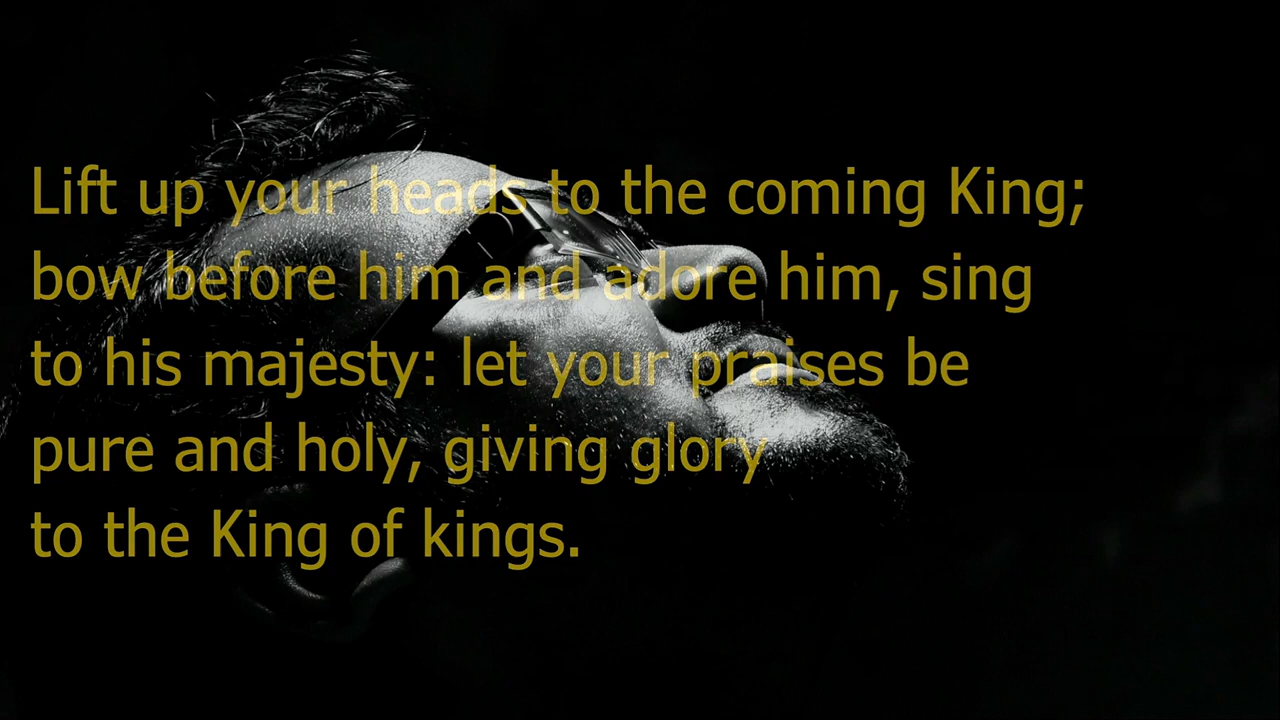 Lift up your heads to the coming King;
bow before him and adore him, sing
to his majesty: let your praises be
pure and holy, giving glory
to the King of kings.